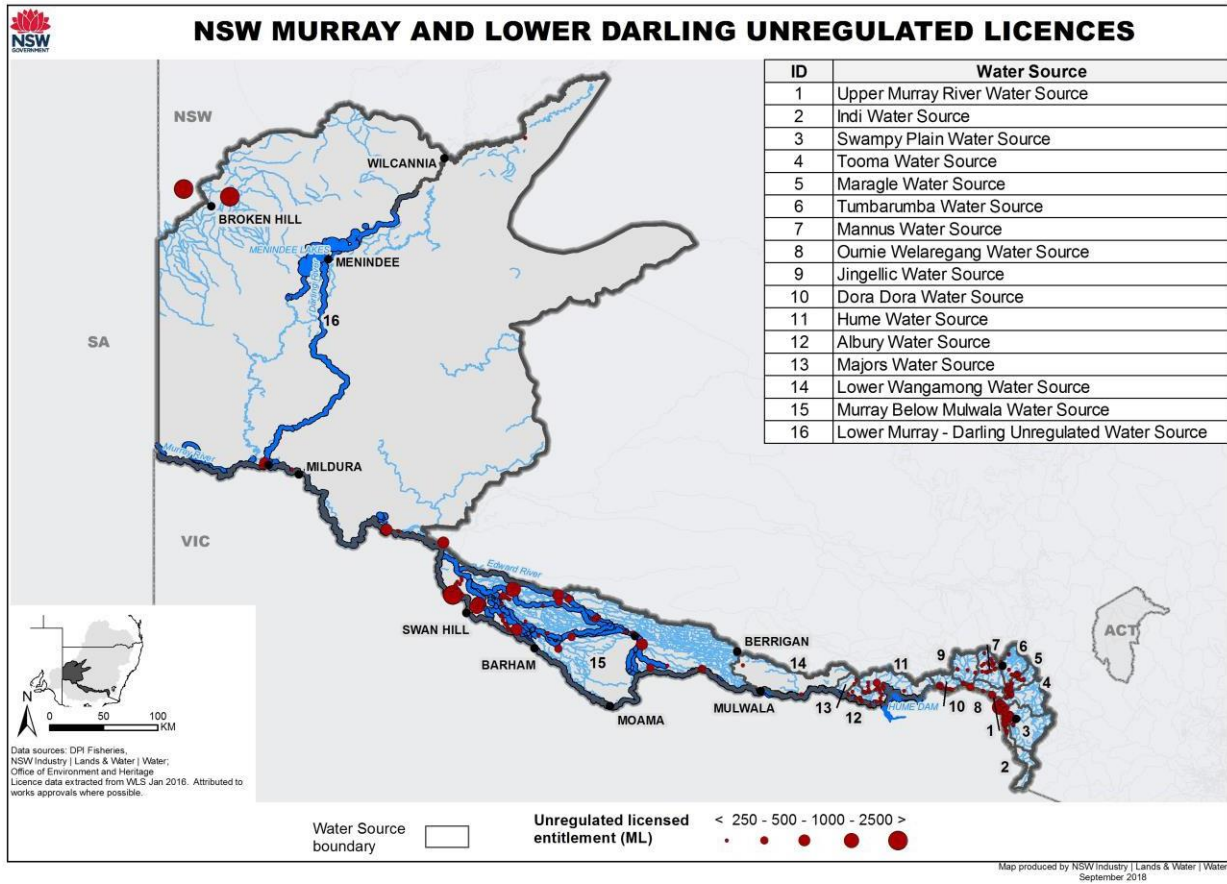 NSW
GOVERNMENT
NSW MURRAY AND LOWER DARLING UNREGULATED LICENCES
ID Water Source
1 Upper Murray River Water Source
2 Indi Water Source
3 Swampy Plain Water Source
4 Tooma Water Source
5 Maragle Water Source
6 Tumbarumba Water Source
7 Mannus Water Source
8 Ournie Welaregang Water Source
9 Jingellic Water Source
10 Dora Dora Water Source
11 Hume Water Source
12 Albury Water Source
13 Majors Water Source
14 Lower Wangamong Water Source
15 Murray Below Mulwala Water Source
16 Lower Murray - Darling Unregulated Water Source
NSW
WILCANNIA
BROKEN HILL
MENINDEE LAKES
MENINDEE
Darling River
16
SA
Murray River
MILDURA
VIC
Edward River
SWAN HILL
BARHAM
15
MOAMA
BERRIGAN
MULWALA
14
13
12
11
HUME DAM
9
10
8
7
6
5
4
1
3
2
ACT
N
0 50 100
KM
Data sources: DPI Fisheries,
NSW Industry | Lands & Water | Water;
Office of Environment and Heritage
Licence data extracted from WLS Jan 2016. Attributed to
works approvals where possible.
Water Source
boundary
Unregulated licensed
entitlement (ML)
< 250 - 500 - 1000 - 2500 >
Map produced by NSW Industry | Lands & Water | Water
September 2018